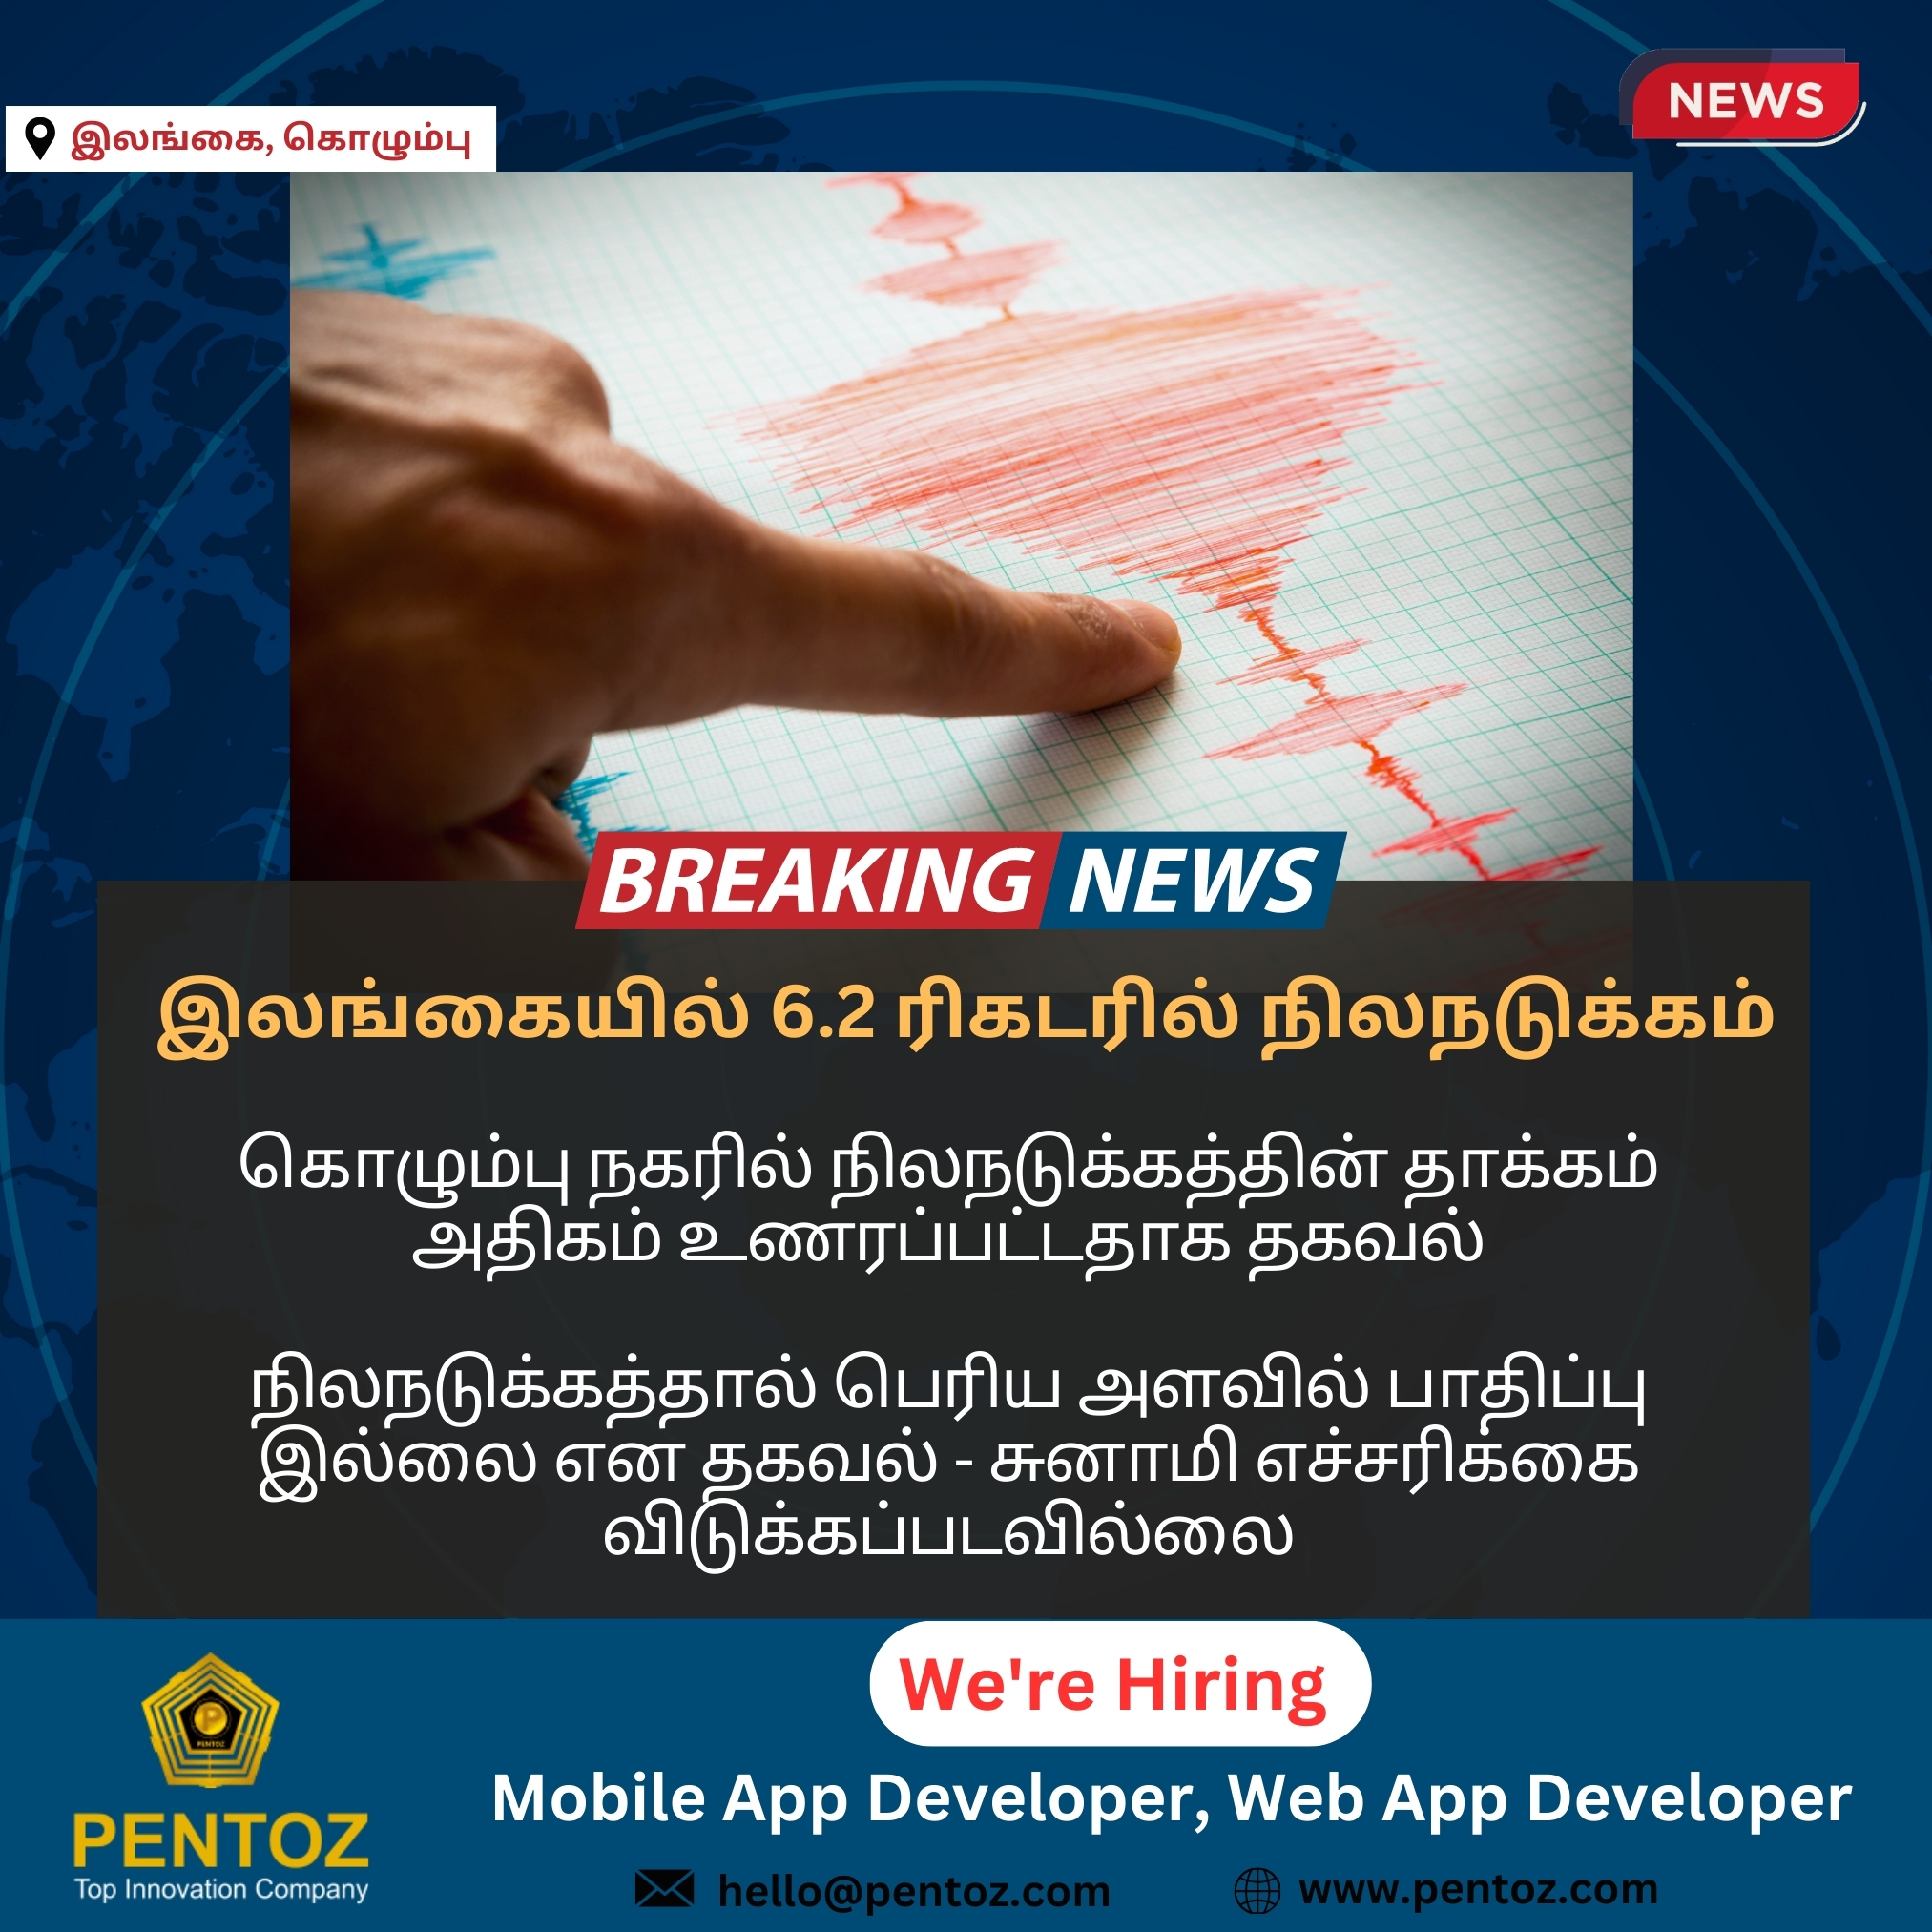 இலங்கை, கொழும்பு
NEWS
BREAKING NEWS
இலங்கையில் 6.2 ரிகடரில் நிலநடுக்கம்
கொழும்பு நகரில் நிலநடுக்கத்தின் தாக்கம்
அதிகம் உணரப்பட்டதாக தகவல்
நிலநடுக்கத்தால் பெரிய அளவில் பாதிப்பு
இல்லை என தகவல் - சுனாமி எச்சரிக்கை
விடுக்கப்படவில்லை
We're Hiring
Mobile App Developer, Web App Developer
hello@pentoz.com
www.pentoz.com
P
PENTOZ
PENTOZ
Top Innovation Company